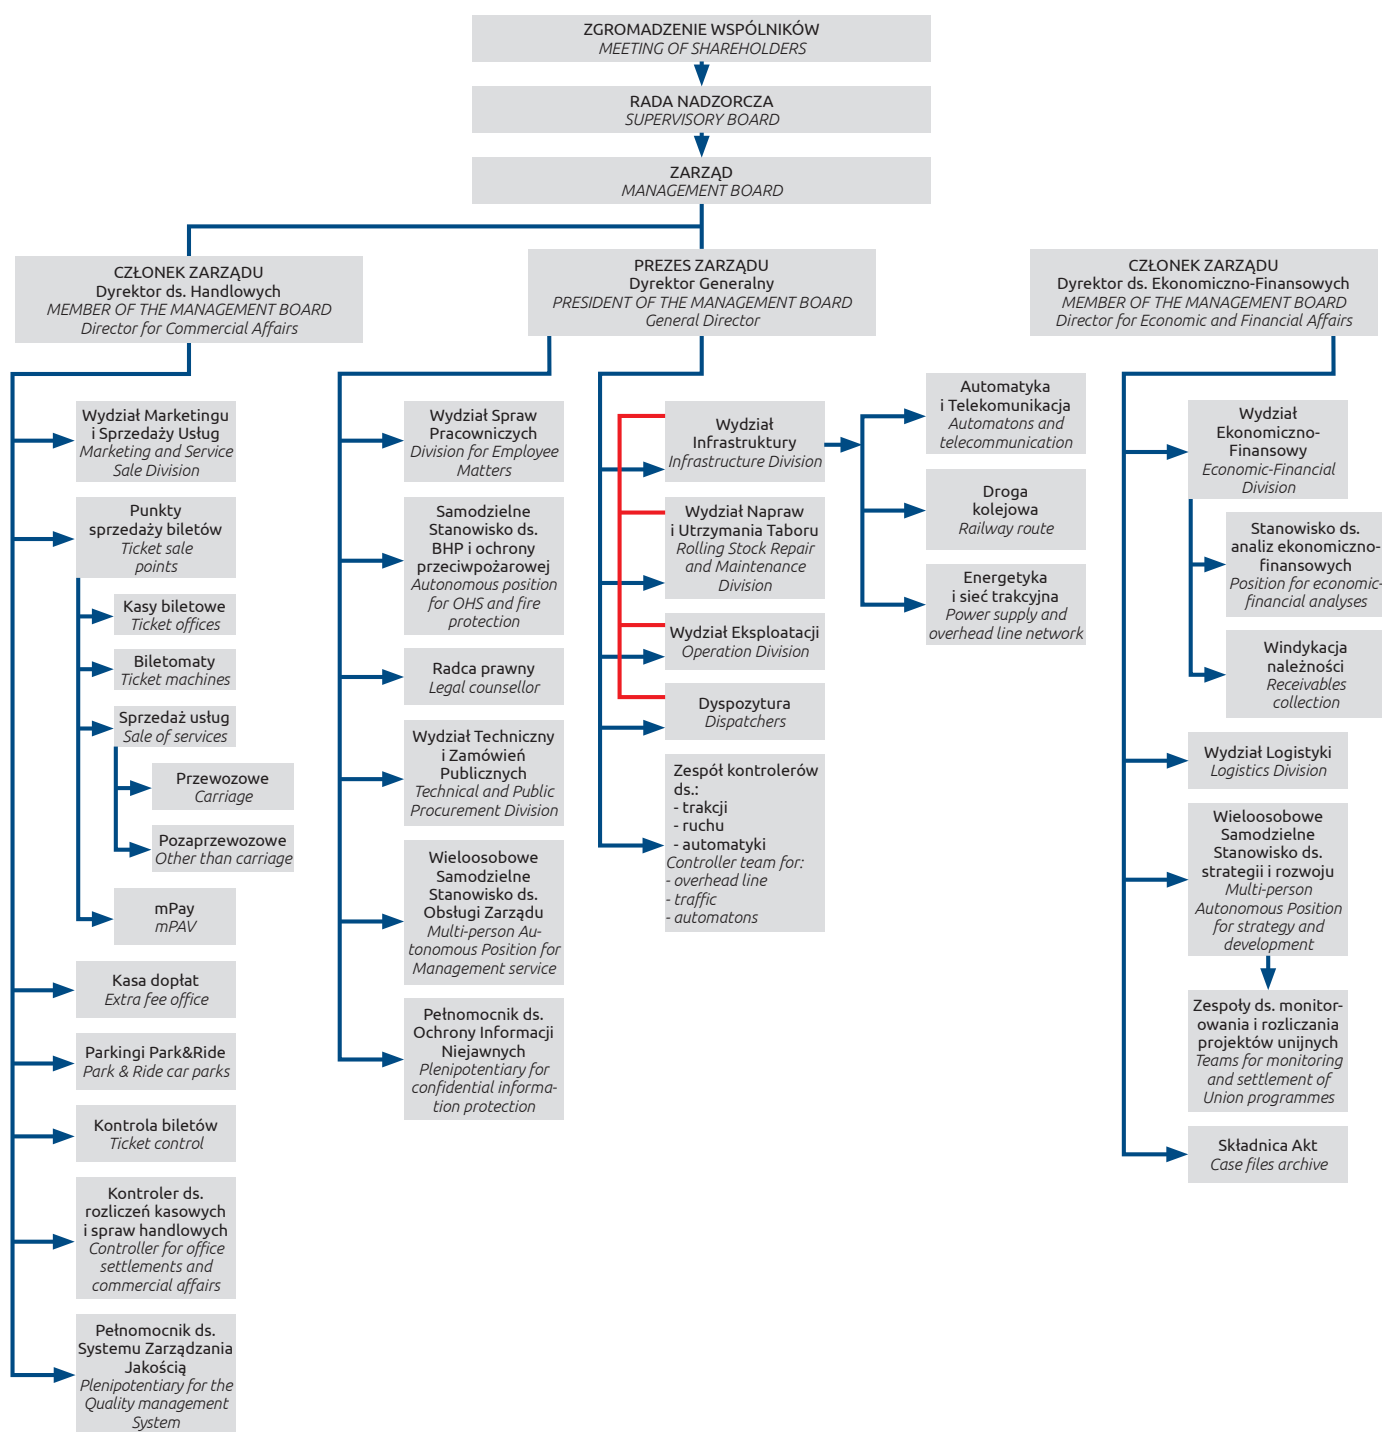 ZGROMADZENIE WSPÓLNIKÓW
MEETING OF SHAREHOLDERS
RADA NADZORCZA
SUPERVISORY BOARD
ZARZĄD
MANAGEMENT BOARD
CZŁONEK ZARZĄDU
Dyrektor ds. Handlowych
MEMBER OF THE MANAGEMENT BOARD
Director for Commercial Affairs
PREZES ZARZĄDU
Dyrektor Generalny
PRESIDENT OF THE MANAGEMENT BOARD
General Director
CZŁONEK ZARZĄDU
Dyrektor ds. Ekonomiczno-Finansowych
MEMBER OF THE MANAGEMENT BOARD
Director for Economic and Financial Affairs
Wydział Marketingu
i Sprzedaży Usług
Marketing and Service
Sale Division
Punkty
sprzedaży biletów
Ticket sale
points
Kasy biletowe
Ticket offices
Biletomaty
Ticket machines
Sprzedaż usług
Sale of services
Przewozowe
Carriage
Pozaprzewozowe
Other than carriage
mPay
mPAV
Kasa dopłat
Extra fee office
Parkingi Park&Ride
Park & Ride car parks
Kontrola biletów
Ticket control
Kontroler ds.
rozliczeń kasowych
i spraw handlowych
Controller for office
settlements and
commercial affairs
Pełnomocnik ds.
Systemu Zarządzania
Jakością
Plenipotentiary for the
Quality management
System
Wydział Spraw
Pracowniczych
Division for Employee
Matters
Samodzielne
Stanowisko ds.
BHP i ochrony
przeciwpożarowej
Autonomous position
for OHS and fire
protection
Radca prawny
Legal counsellor
Wydział Techniczny
i Zamówień
Publicznych
Technical and Public
Procurement Division
Wieloosobowe
Samodzielne
Stanowisko ds.
Obsługi Zarządu
Multi-person Au-
tonomous Position for
Management service
Pełnomocnik ds.
Ochrony Informacji
Niejawnych
Plenipotentiary for
confidential informa-
tion protection
Wydział
Infrastruktury
Infrastructure Division
Wydział Napraw
i Utrzymania Taboru
Rolling Stock Repair
and Maintenance
Division
Wydział Eksploatacji
Operation Division
Dyspozytura
Dispatchers
Zespół kontrolerów
ds.:
- trakcji
- ruchu
- automatyki
Controller team for:
- overhead line
- traffic
- automatons
Automatyka
i Telekomunikacja
Automatons and
telecommunication
Droga
kolejowa
Railway route
Energetyka
i sieć trakcyjna
Power supply and
overhead line network
Wydział
Ekonomiczno-
Finansowy
Economic-Financial
Division
Stanowisko ds.
analiz ekonomiczno-
finansowych
Position for economic-
financial analyses
Windykacja
należności
Receivables
collection
Wydział Logistyki
Logistics Division
Wieloosobowe
Samodzielne
Stanowisko ds.
strategii i rozwoju
Multi-person
Autonomous Position
for strategy and
development
Zespoły ds. monitor-
owania i rozliczania
projektów unijnych
Teams for monitoring
and settlement of
Union programmes
Składnica Akt
Case files archive